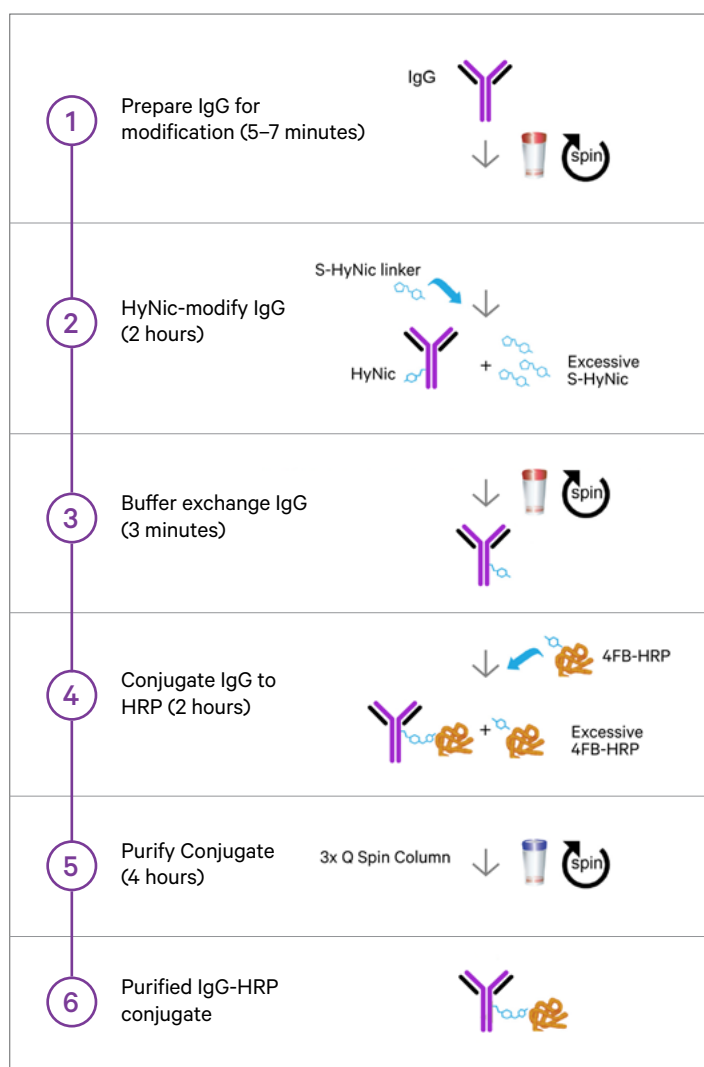 1
Prepare IgG for
modification (5–7 minutes)
IgG
spin
2
HyNic-modify IgG
(2 hours)
S-HyNic linker
HyNic
+
Excessive
S-HyNic
3
Buffer exchange IgG
(3 minutes)
spin
4
Conjugate IgG to
HRP (2 hours)
4FB-HRP
+
Excessive
4FB-HRP
5
Purify Conjugate
(4 hours)
3x Q Spin Column
spin
6
Purified IgG-HRP
conjugate